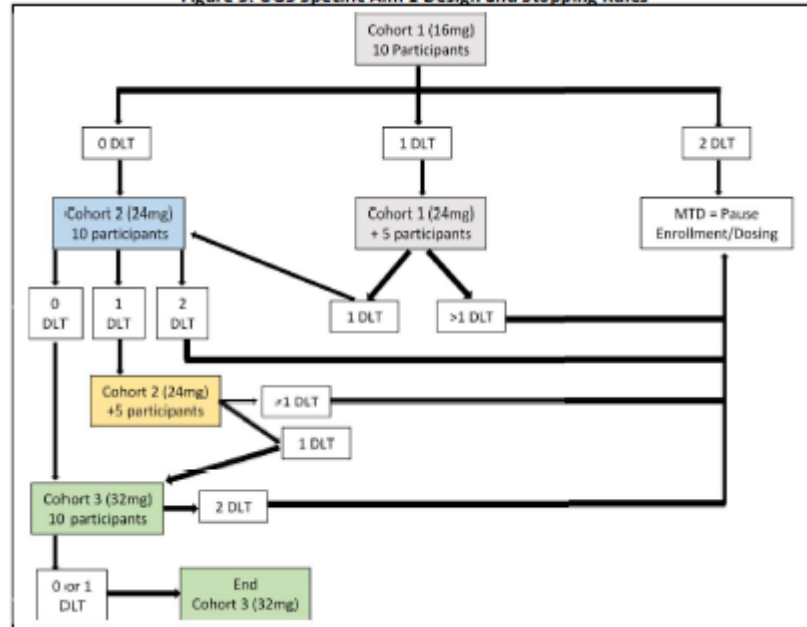 Cohort 1 (16mg)
10 Participants
0 DLT
1 DLT
2 DLT
Cohort 2 (24mg)
10 participants
Cohort 1 (24mg)
+ 5 participants
MTD = Pause
Enrollment/Dosing
0
DLT
1
DLT
2
DLT
1 DLT
>1 DLT
Cohort 2 (24mg)
+5 participants
1 DLT
1 DLT
Cohort 3 (32mg)
10 participants
2 DLT
0 or 1
DLT
End
Cohort 3 (32mg)